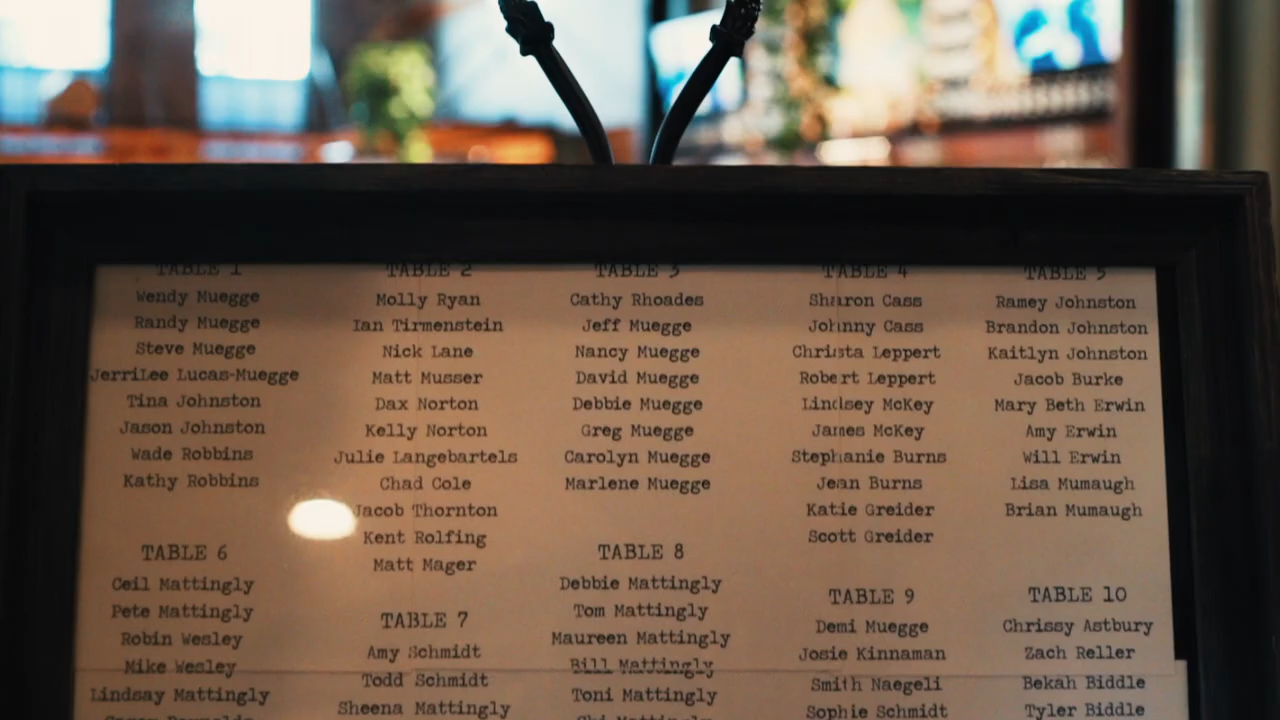 TABLE 1
Wendy Muegge
Randy Muegge
Steve Muegge
JerriLee Lucas-Muegge
Tina Johnston
Jason Johnston
Wade Robbins
Kathy Robbins
TABLE 2
Molly Ryan
Ian Tirmenstein
Nick Lane
Matt Musser
Dax Norton
Kelly Norton
Julie Langebartels
Chad Cole
Jacob Thornton
Kent Rolfing
Matt Mager
TABLE 3
Cathy Rhoades
Jeff Muegge
Nancy Muegge
David Muegge
Debbie Muegge
Greg Muegge
Carolyn Muegge
Marlene Muegge
TABLE 4
Sharon Cass
Johnny Cass
Christa Leppert
Robert Leppert
Lindsey McKey
James McKey
Stephanie Burns
Jean Burns
Katie Greider
Scott Greider
TABLE 5
Ramey Johnston
Brandon Johnston
Kaitlyn Johnston
Jacob Burke
Mary Beth Erwin
Amy Erwin
Will Erwin
Lisa Mumaugh
Brian Mumaugh
TABLE 6
Ceil Mattingly
Pete Mattingly
Robin Wesley
Mike Wesley
Lindsay Mattingly
TABLE 7
Amy Schmidt
Todd Schmidt
Sheena Mattingly
TABLE 8
Debbie Mattingly
Tom Mattingly
Maureen Mattingly
Bill Mattingly
Toni Mattingly
TABLE 9
Demi Muegge
Josie Kinnaman
Smith Naegeli
Sophie Schmidt
TABLE 10
Chrissy Astbury
Zach Reller
Bekah Biddle
Tyler Biddle